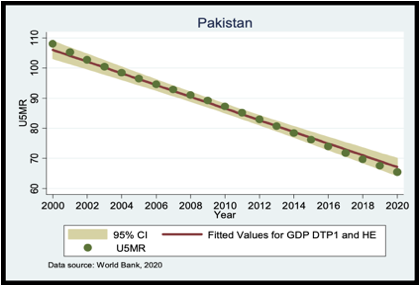 Pakistan
110
100
90
80
70
60
U5MR
2000 2002 2004 2006 2008 2010 2012 2014 2016 2018 2020
Year
95% CI Fitted Values for GDP DTP1 and HE
U5MR
Data source: World Bank, 2020